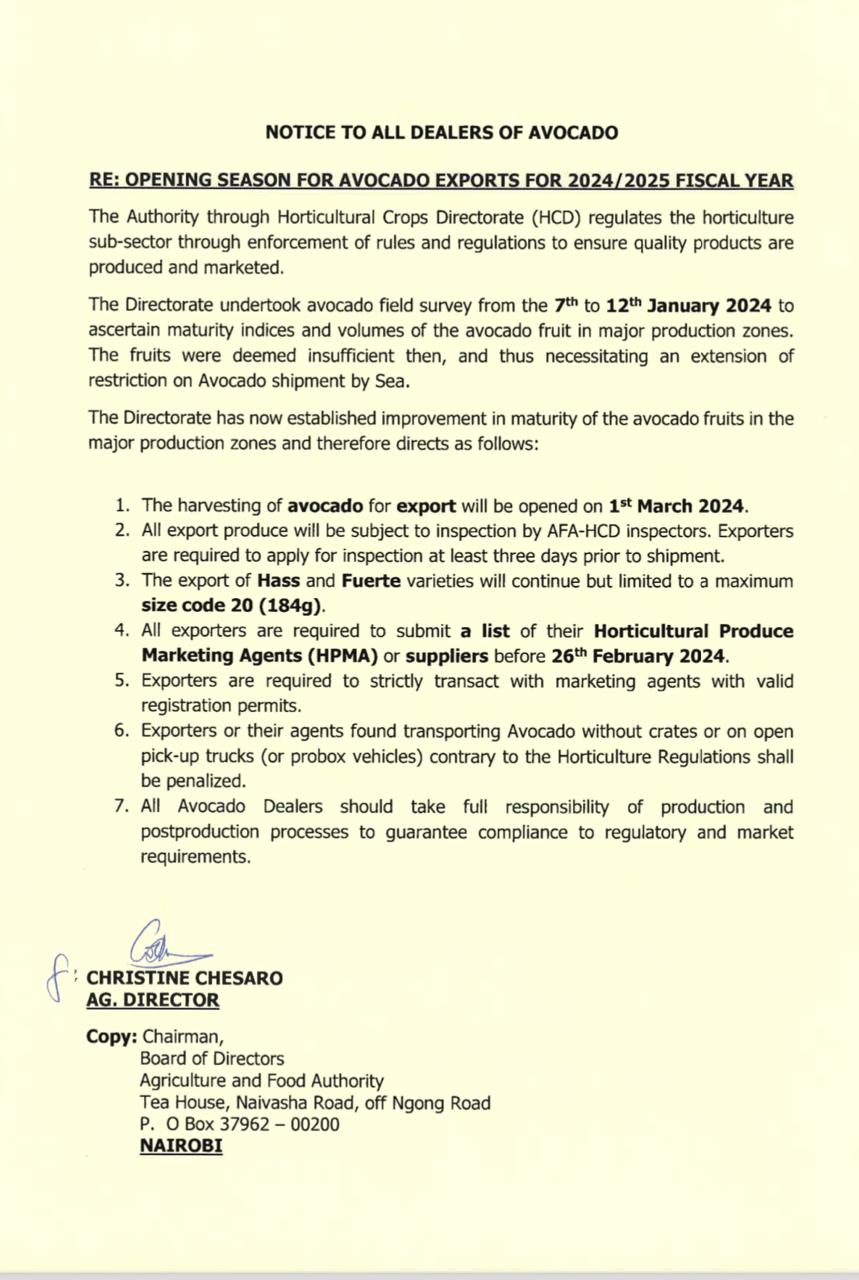 NOTICE TO ALL DEALERS OF AVOCADO
RE: OPENING SEASON FOR AVOCADO EXPORTS FOR 2024/2025 FISCAL YEAR
The Authority through Horticultural Crops Directorate (HCD) regulates the horticulture
sub-sector through enforcement of rules and regulations to ensure quality products are
produced and marketed.
The Directorate undertook avocado field survey from the 7th to 12th January 2024 to
ascertain maturity indices and volumes of the avocado fruit in major production zones.
The fruits were deemed insufficient then, and thus necessitating an extension of
restriction on Avocado shipment by Sea.
The Directorate has now established improvement in maturity of the avocado fruits in the
major production zones and therefore directs as follows:
1. The harvesting of avocado for export will be opened on 1st March 2024.
2. All export produce will be subject to inspection by AFA-HCD inspectors. Exporters
are required to apply for inspection at least three days prior to shipment.
3. The export of Hass and Fuerte varieties will continue but limited to a maximum
size code 20 (184g).
4. All exporters are required to submit a list of their Horticultural Produce
Marketing Agents (HPMA) or suppliers before 26th February 2024.
5. Exporters are required to strictly transact with marketing agents with valid
registration permits.
6. Exporters or their agents found transporting Avocado without crates or on open
pick-up trucks (or probox vehicles) contrary to the Horticulture Regulations shall
be penalized.
7. All Avocado Dealers should take full responsibility of production and
postproduction processes to guarantee compliance to regulatory and market
requirements.
CHRISTINE CHESARO
AG. DIRECTOR
Copy: Chairman,
Board of Directors
Agriculture and Food Authority
Tea House, Naivasha Road, off Ngong Road
P. O Box 37962 – 00200
NAIROBI